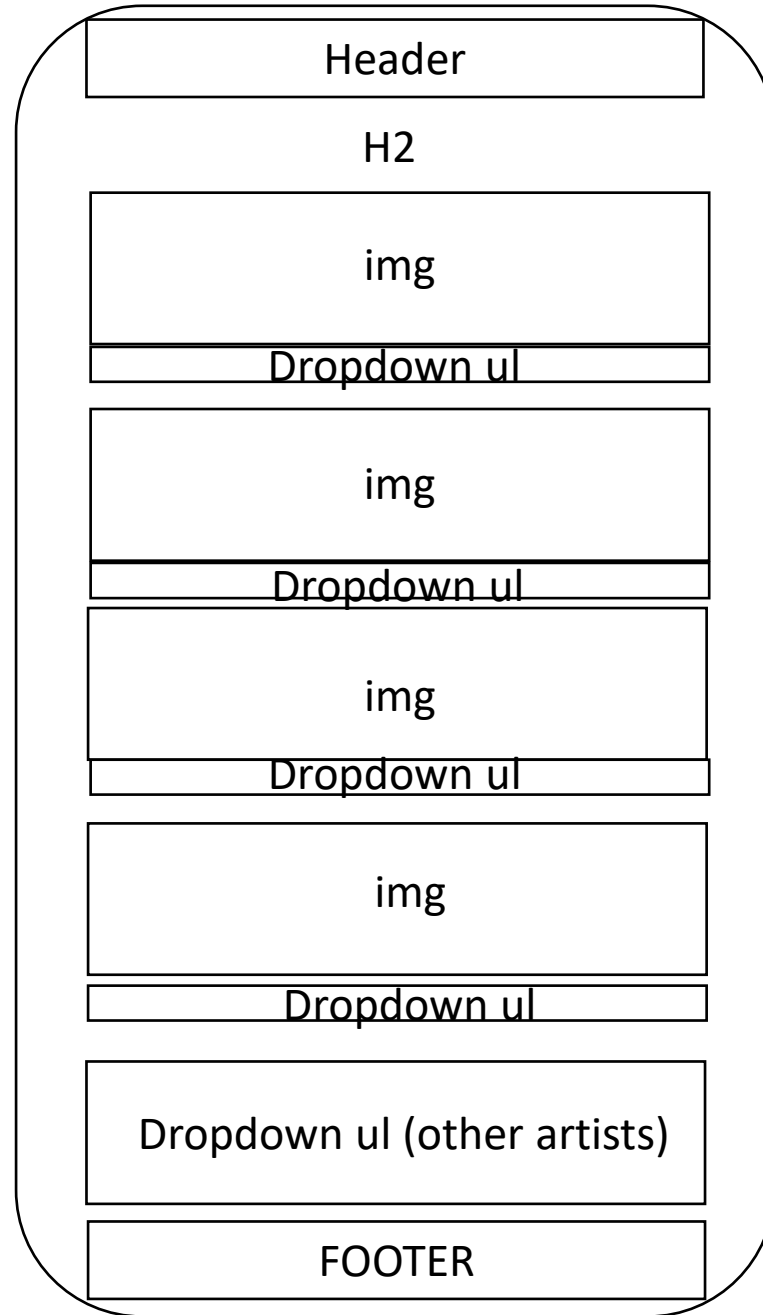 Header
H2
img
Dropdown ul
img
Dropdown ul
img
Dropdown ul
img
Dropdown ul
Dropdown ul (other artists)
FOOTER